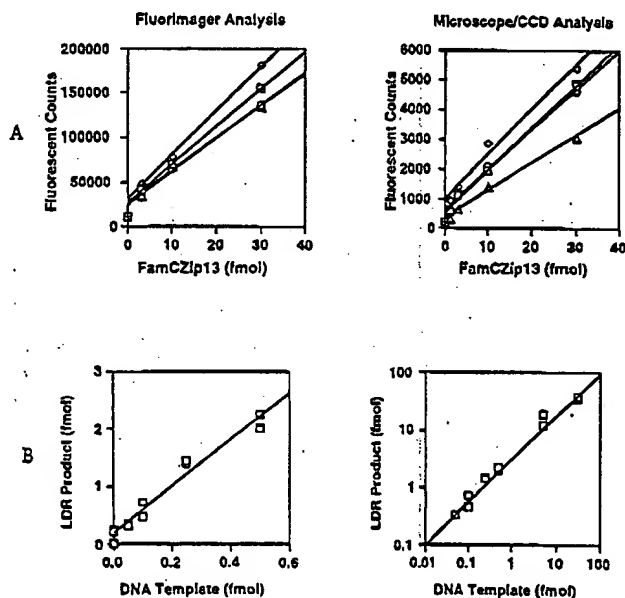 Fluorimager Analysis
Microscope/CCD Analysis
A
Fluorescent Counts
200000
150000
100000
50000
0
0 10 20 30 40
FamCZip13 (fmol)
Fluorescent Counts
6000
5000
4000
3000
2000
1000
0
0 10 20 30 40
FamCZip13 (fmol)
B
LDR Product (fmol)
3
2
1
0
0.0 0.2 0.4 0.6
DNA Template (fmol)
LDR Product (fmol)
100
10
1
0.1
0.01 0.1 1 10 100
DNA Template (fmol)